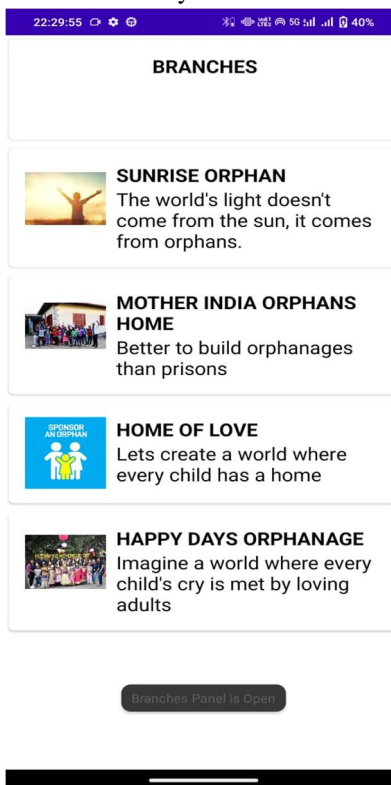 22:29:55 5G 40%
BRANCHES
SUNRISE ORPHAN
The world's light doesn't
come from the sun, it comes
from orphans.
MOTHER INDIA ORPHANS
HOME
Better to build orphanages
than prisons
SPONSOR
AN ORPHAN
HOME OF LOVE
Lets create a world where
every child has a home
HAPPY DAYS ORPHANAGE
Imagine a world where every
child's cry is met by loving
adults
Branches Panel is Open